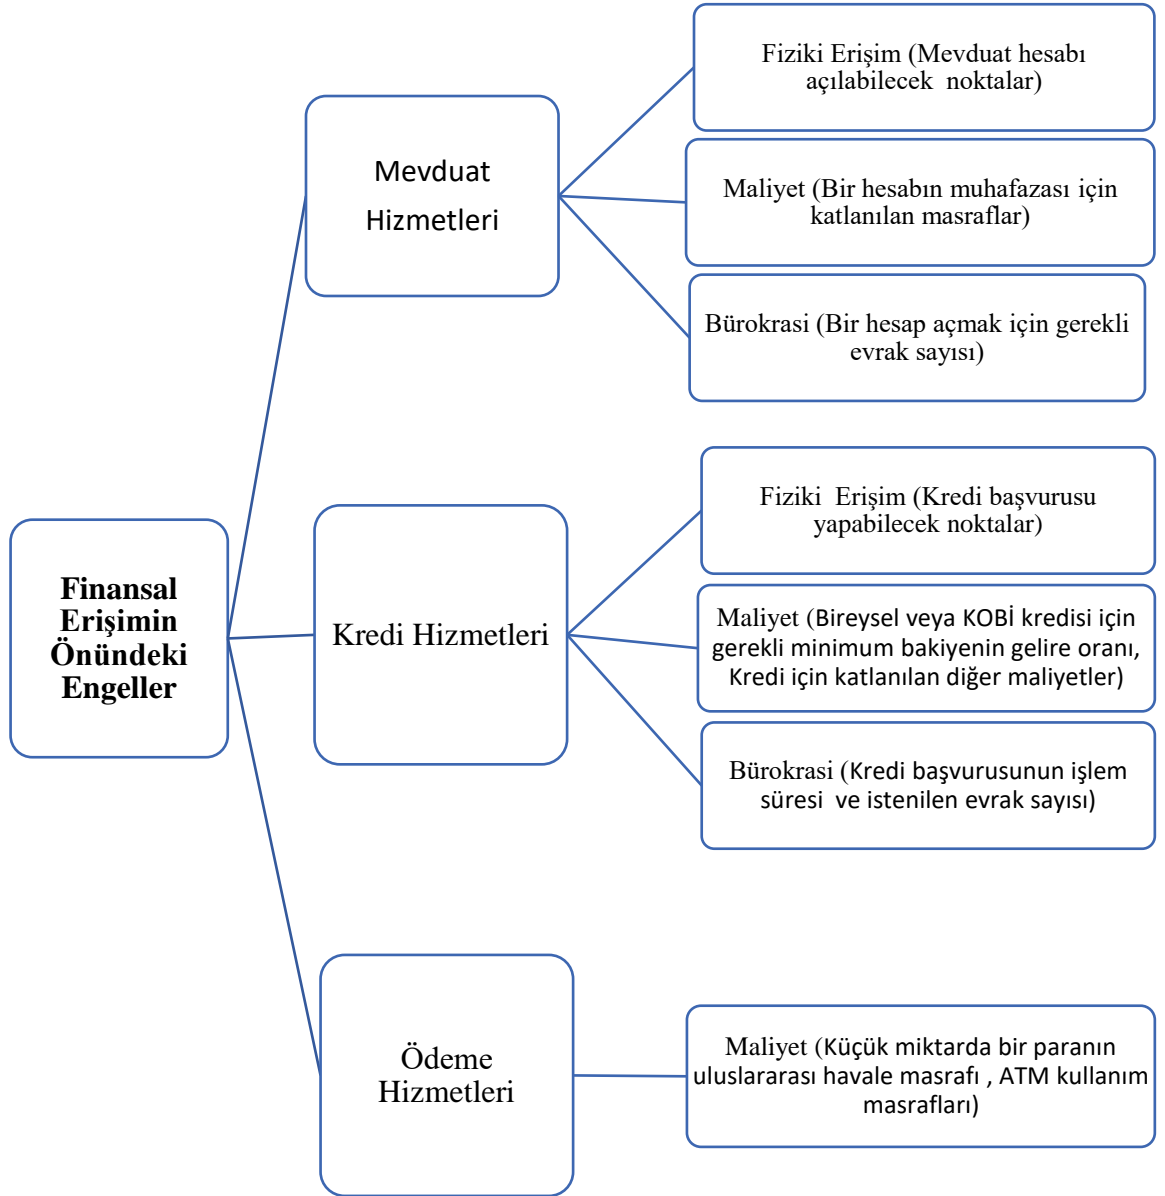 Finansal
Erişimin
Önündeki
Engeller
Mevduat
Hizmetleri
Fiziki Erişim (Mevduat hesabı
açılabilecek noktalar)
Maliyet (Bir hesabın muhafazası için
katlanılan masraflar)
Bürokrasi (Bir hesap açmak için gerekli
evrak sayısı)
Kredi Hizmetleri
Fiziki Erişim (Kredi başvurusu
yapabilecek noktalar)
Maliyet (Bireysel veya KOBİ kredisi için
gerekli minimum bakiyenin gelire oranı,
Kredi için katlanılan diğer maliyetler)
Bürokrasi (Kredi başvurusunun işlem
süresi ve istenilen evrak sayısı)
Ödeme
Hizmetleri
Maliyet (Küçük miktarda bir paranın
uluslararası havale masrafı , ATM kullanım
masrafları)